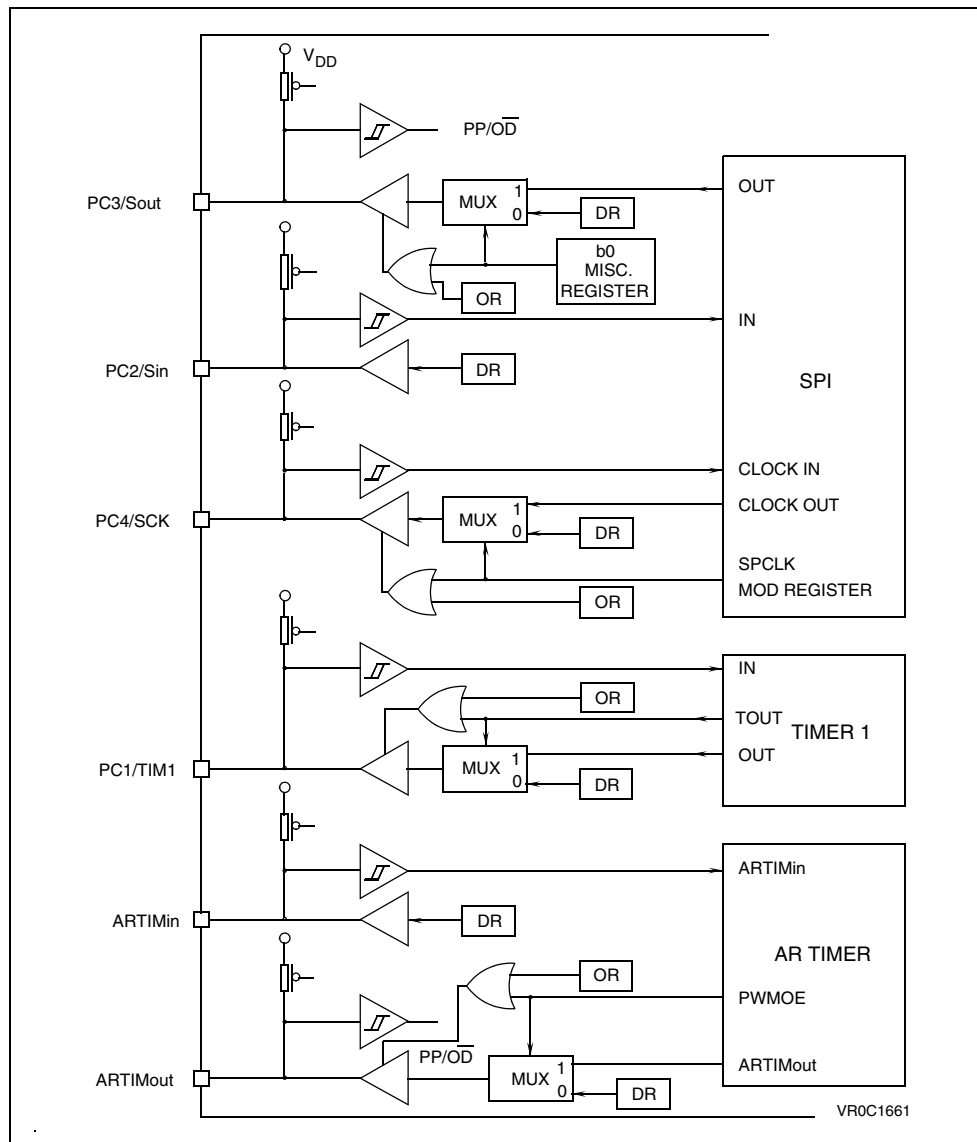 VDD
PP/OD
PC3/Sout
MUX
1
0
OUT
DR
b0
MISC.
REGISTER
OR
IN
PC2/Sin
DR
SPI
CLOCK IN
PC4/SCK
MUX
1
0
CLOCK OUT
DR
SPCLK
MOD REGISTER
OR
IN
OR
TOUT
TIMER 1
PC1/TIM1
MUX
1
0
OUT
DR
ARTIMin
ARTIMin
DR
AR TIMER
OR
PWMOE
PP/OD
ARTIMout
MUX
1
0
ARTIMout
DR
VR0C1661